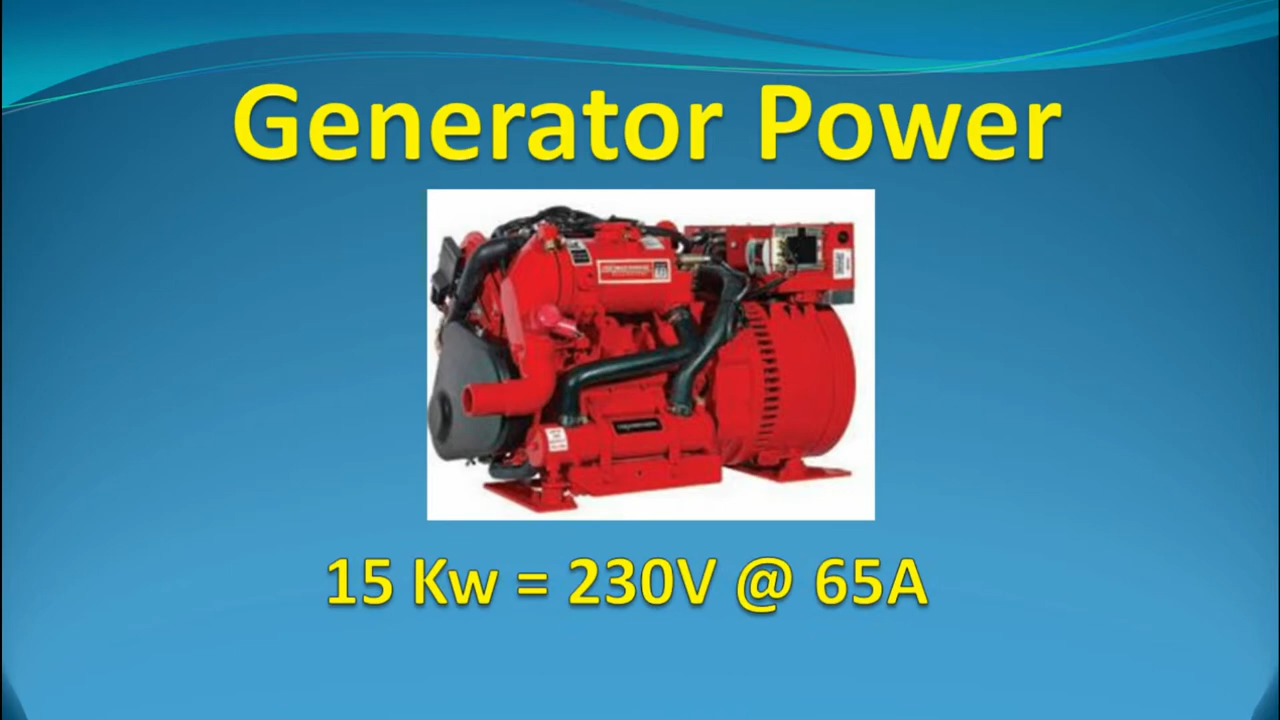 Generator Power
15 Kw = 230V @ 65A